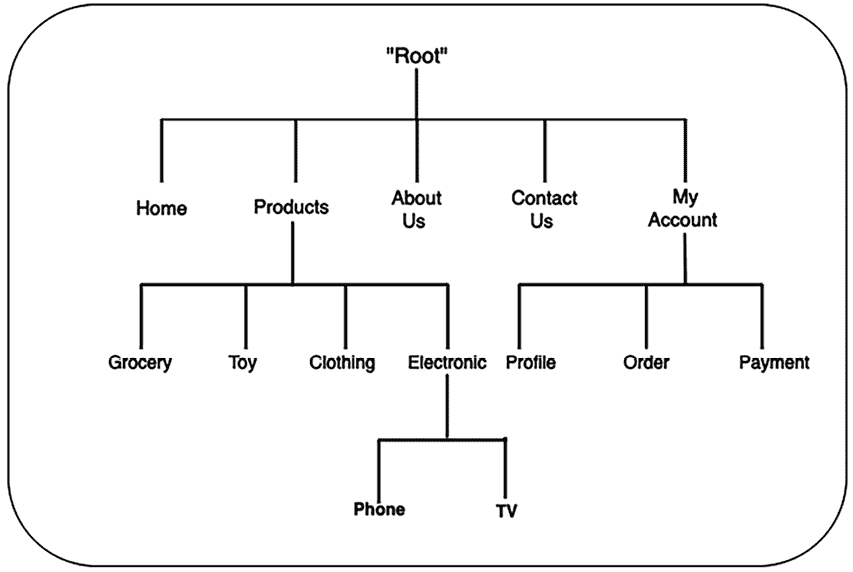 "Root"
Home
Products
About
Us
Contact
Us
My
Account
Grocery
Toy
Clothing
Electronic
Profile
Order
Payment
Phone
TV